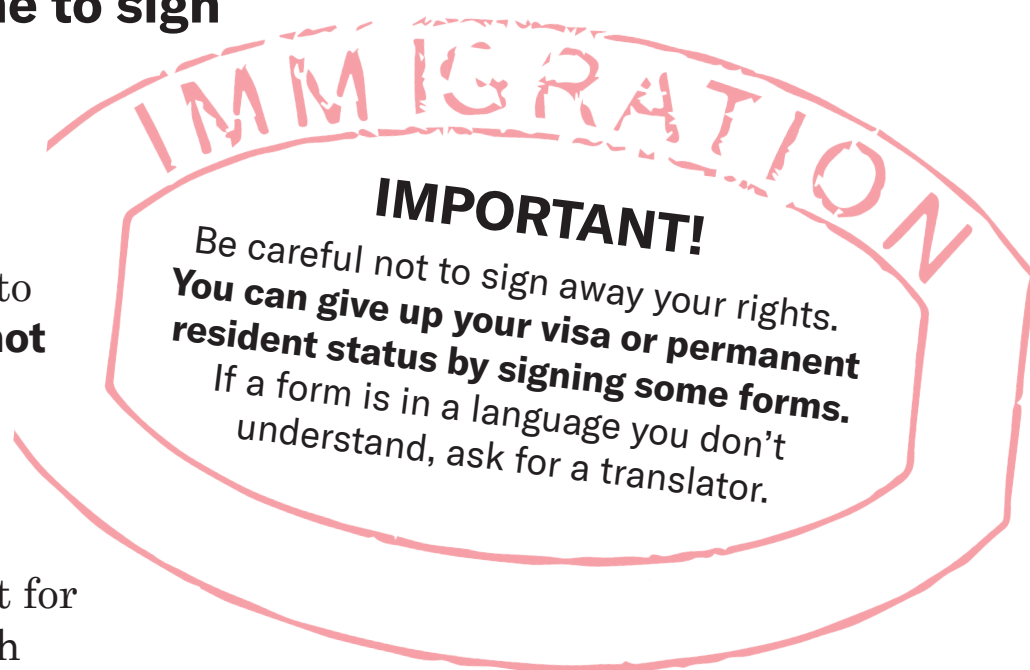 me to sign
IMMIGRATION
IMPORTANT!
Be careful not to sign away your rights.
You can give up your visa or permanent
resident status by signing some forms.
If a form is in a language you don’t
understand, ask for a translator.
to
not
for